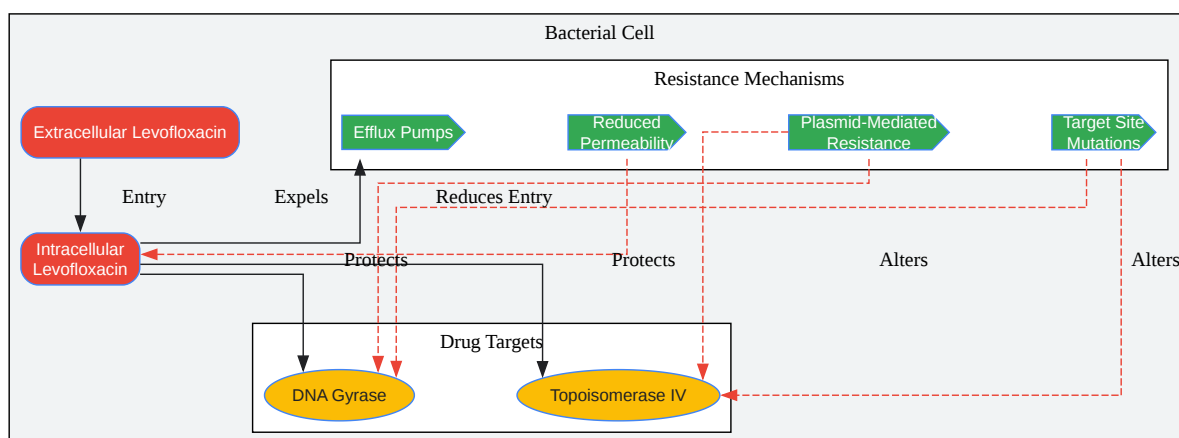 Bacterial Cell
Resistance Mechanisms
Extracellular Levofloxacin
Efflux Pumps
Reduced
Permeability
Plasmid-Mediated
Resistance
Target Site
Mutations
Entry
Expels
Reduces Entry
Intracellular
Levofloxacin
Protects
Protects
Alters
Alters
Drug Targets
DNA Gyrase
Topoisomerase IV